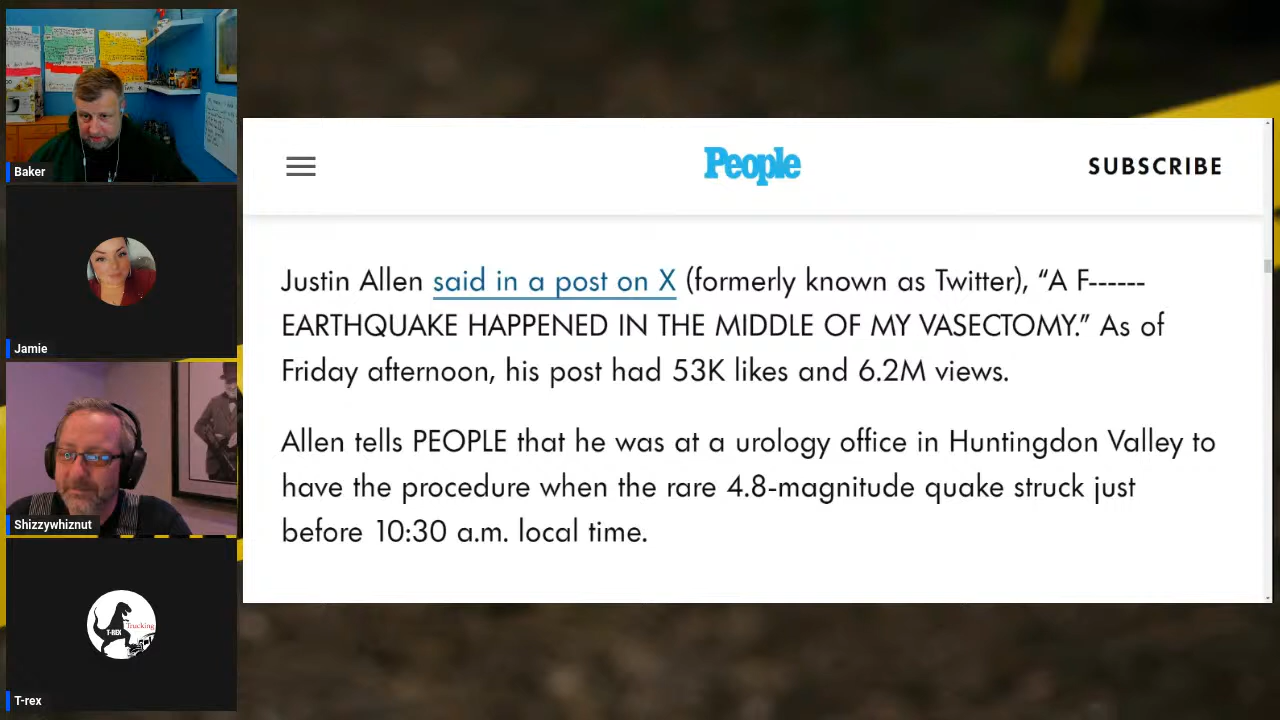 Baker
Jamie
Shizzywhiznut
T-REX
Trucking
T-rex
People
SUBSCRIBE
Justin Allen said in a post on X (formerly known as Twitter), “A F------
EARTHQUAKE HAPPENED IN THE MIDDLE OF MY VASECTOMY.” As of
Friday afternoon, his post had 53K likes and 6.2M views.
Allen tells PEOPLE that he was at a urology office in Huntingdon Valley to
have the procedure when the rare 4.8-magnitude quake struck just
before 10:30 a.m. local time.